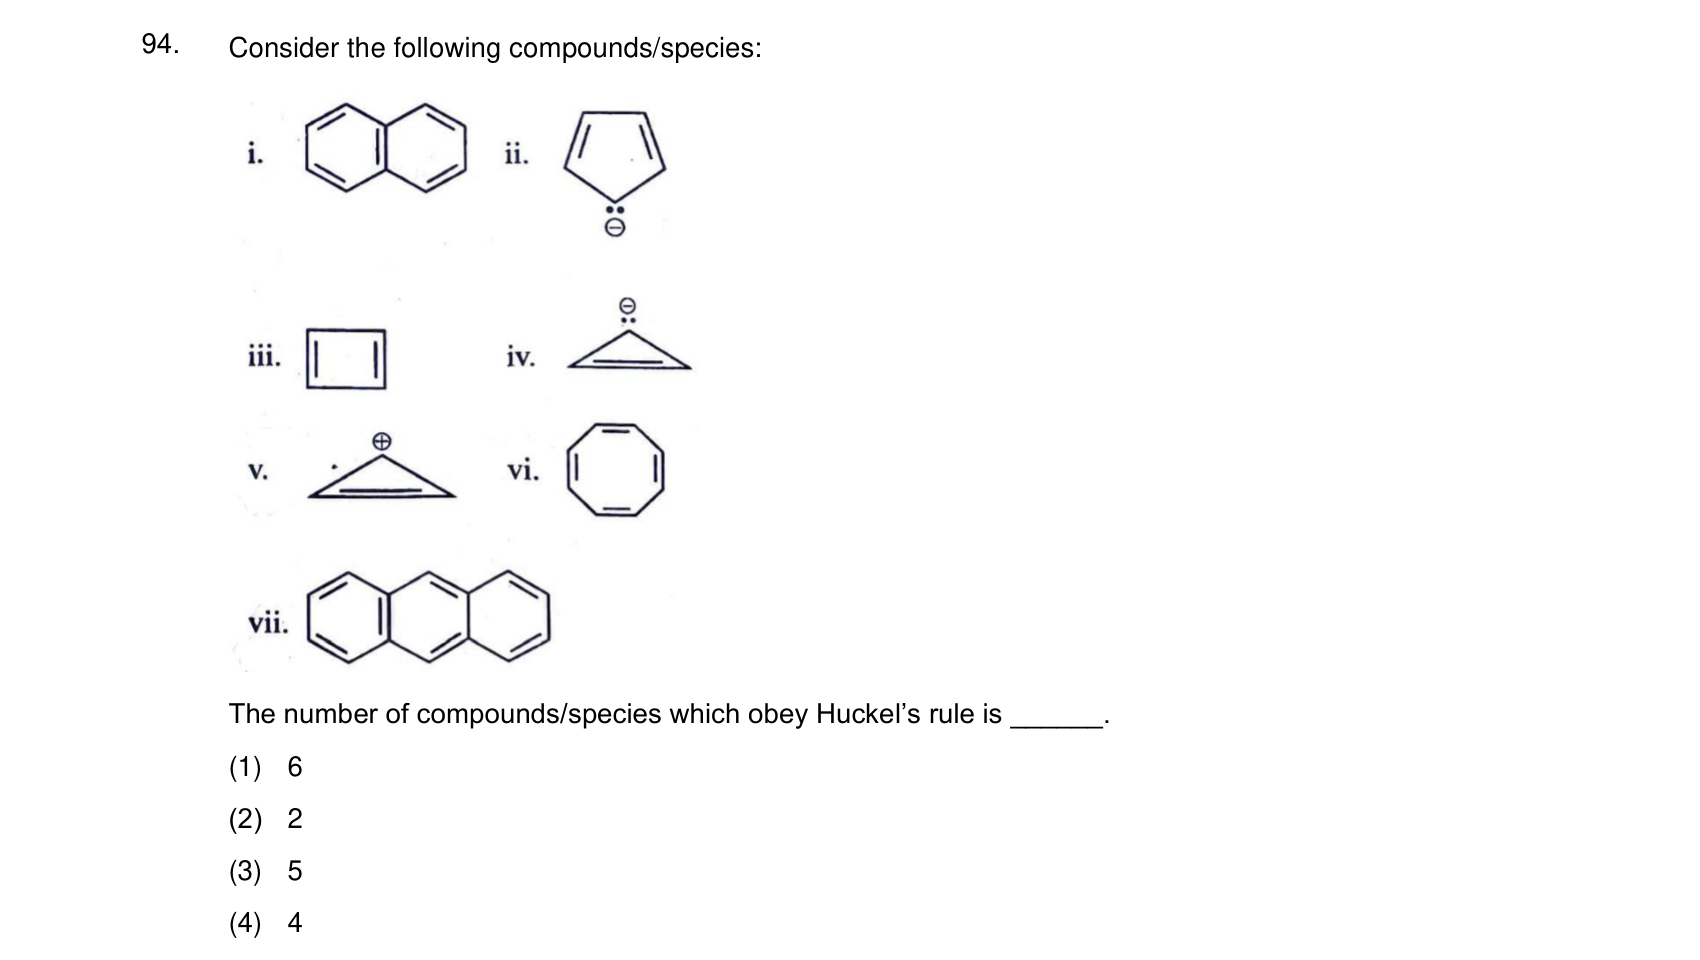 94. Consider the following compounds/species:
i. ii.
⊖
iii. iv. ⊖
v. ⊕ vi.
vii.
The number of compounds/species which obey Huckel's rule is ______.
(1) 6
(2) 2
(3) 5
(4) 4